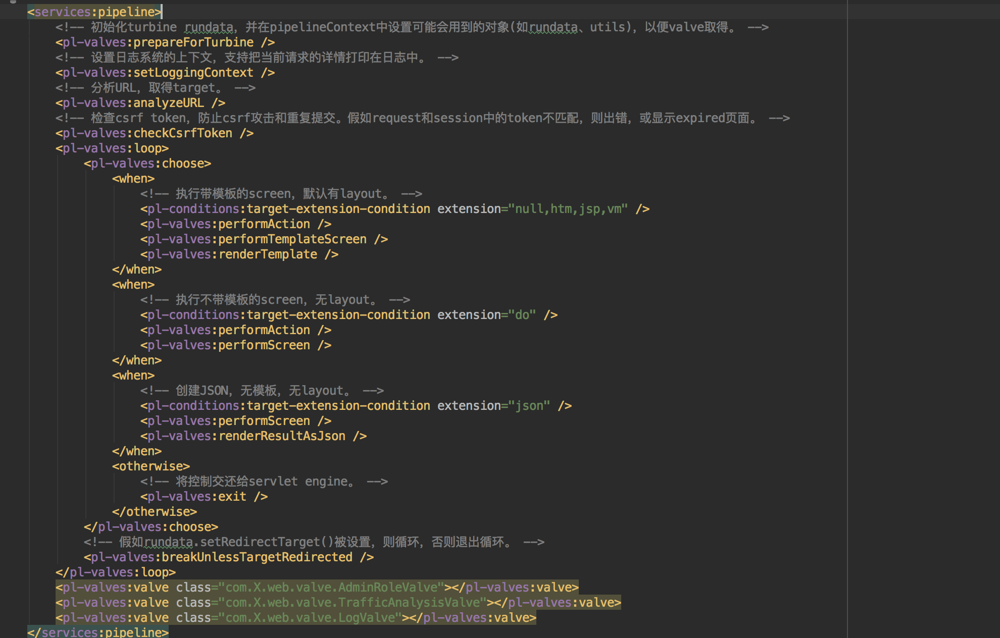 <services:pipeline>
<!-- 初始化turbine rundata，并在pipelineContext中设置可能会用到的对象(如rundata、utils)，以便valve取得。 -->
<pl-valves:prepareForTurbine />
<!-- 设置日志系统的上下文，支持把当前请求的详情打印在日志中。 -->
<pl-valves:setLoggingContext />
<!-- 分析URL，取得target。 -->
<pl-valves:analyzeURL />
<!-- 检查csrf token，防止csrf攻击和重复提交。假如request和session中的token不匹配，则出错，或显示expired页面。 -->
<pl-valves:checkCsrfToken />
<pl-valves:loop>
<pl-valves:choose>
<when>
<!-- 执行带模板的screen，默认有layout。 -->
<pl-conditions:target-extension-condition extension="null,htm,jsp,vm" />
<pl-valves:performAction />
<pl-valves:performTemplateScreen />
<pl-valves:renderTemplate />
</when>
<when>
<!-- 执行不带模板的screen，无layout。 -->
<pl-conditions:target-extension-condition extension="do" />
<pl-valves:performAction />
<pl-valves:performScreen />
</when>
<when>
<!-- 创建JSON，无模板，无layout。 -->
<pl-conditions:target-extension-condition extension="json" />
<pl-valves:performScreen />
<pl-valves:renderResultAsJson />
</when>
<otherwise>
<!-- 将控制交还给servlet engine。 -->
<pl-valves:exit />
</otherwise>
</pl-valves:choose>
<!-- 假如rundata.setRedirectTarget()被设置，则循环，否则退出循环。 -->
<pl-valves:breakUnlessTargetRedirected />
</pl-valves:loop>
<pl-valves:valve class="com.X.web.valve.AdminRoleValve"></pl-valves:valve>
<pl-valves:valve class="com.X.web.valve.TrafficAnalysisValve"></pl-valves:valve>
<pl-valves:valve class="com.X.web.valve.LogValve"></pl-valves:valve>
</services:pipeline>